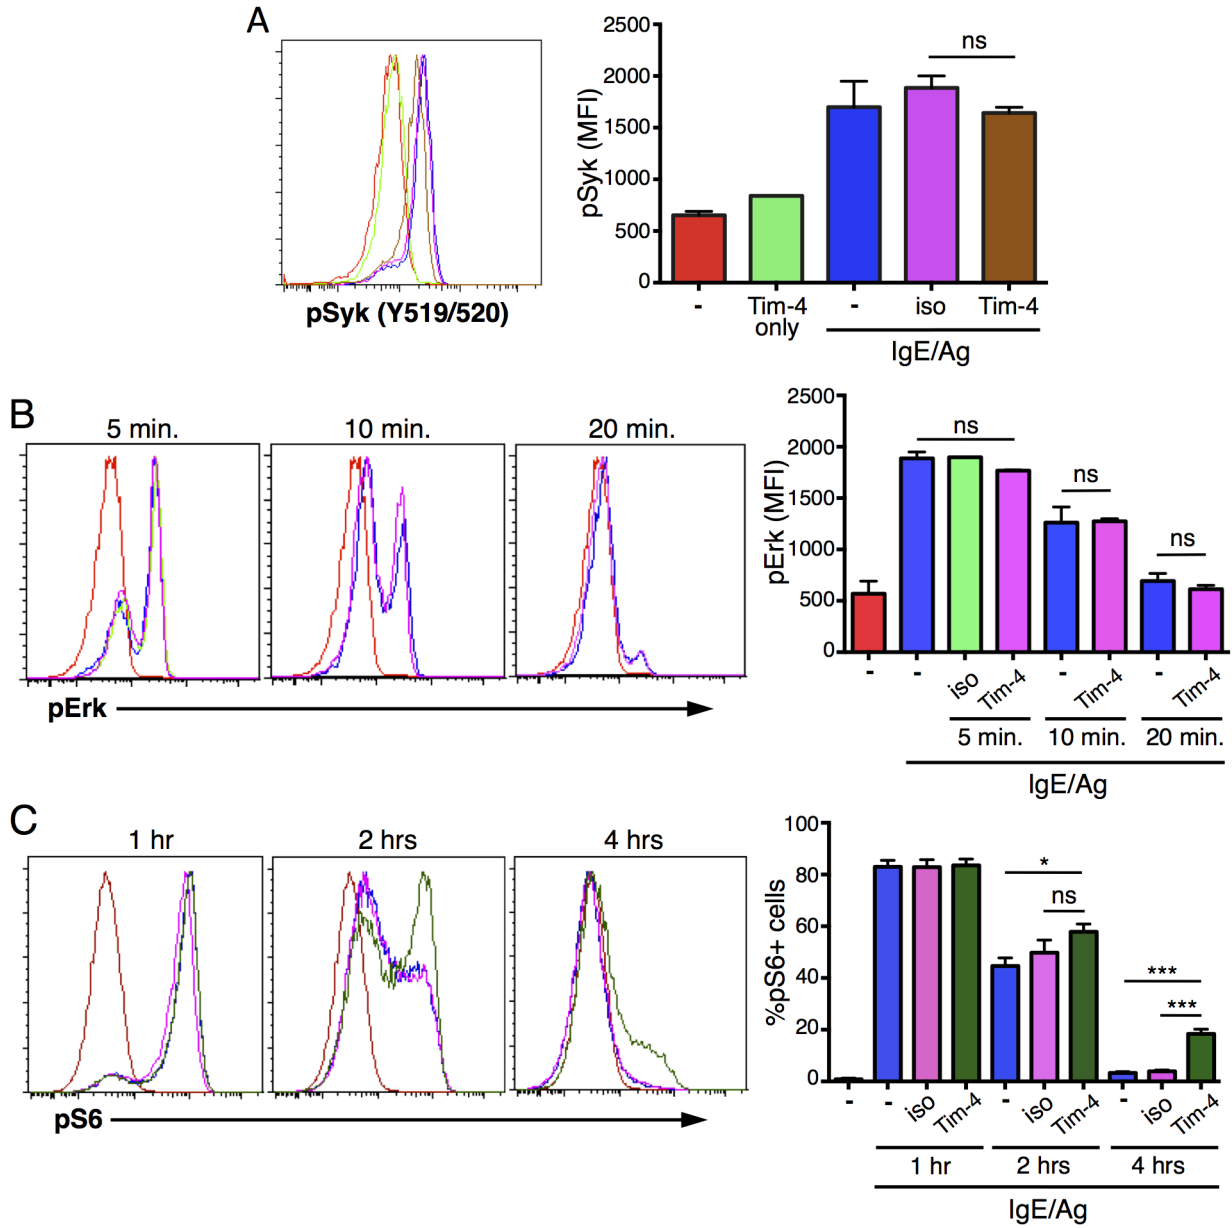 A
pSyk (Y519/520)
pSyk (MFI)
2500
2000
1500
1000
500
0
ns
- Tim-4 only - iso Tim-4
IgE/Ag
B
5 min. 10 min. 20 min.
pErk
pErk (MFI)
2500
2000
1500
1000
500
0
ns ns ns
- - iso Tim-4 - Tim-4 - Tim-4
5 min. 10 min. 20 min.
IgE/Ag
C
1 hr 2 hrs 4 hrs
pS6
%pS6+ cells
100
80
60
40
20
0
*
ns
***
***
- - iso Tim-4 - iso Tim-4 - iso Tim-4
1 hr 2 hrs 4 hrs
IgE/Ag